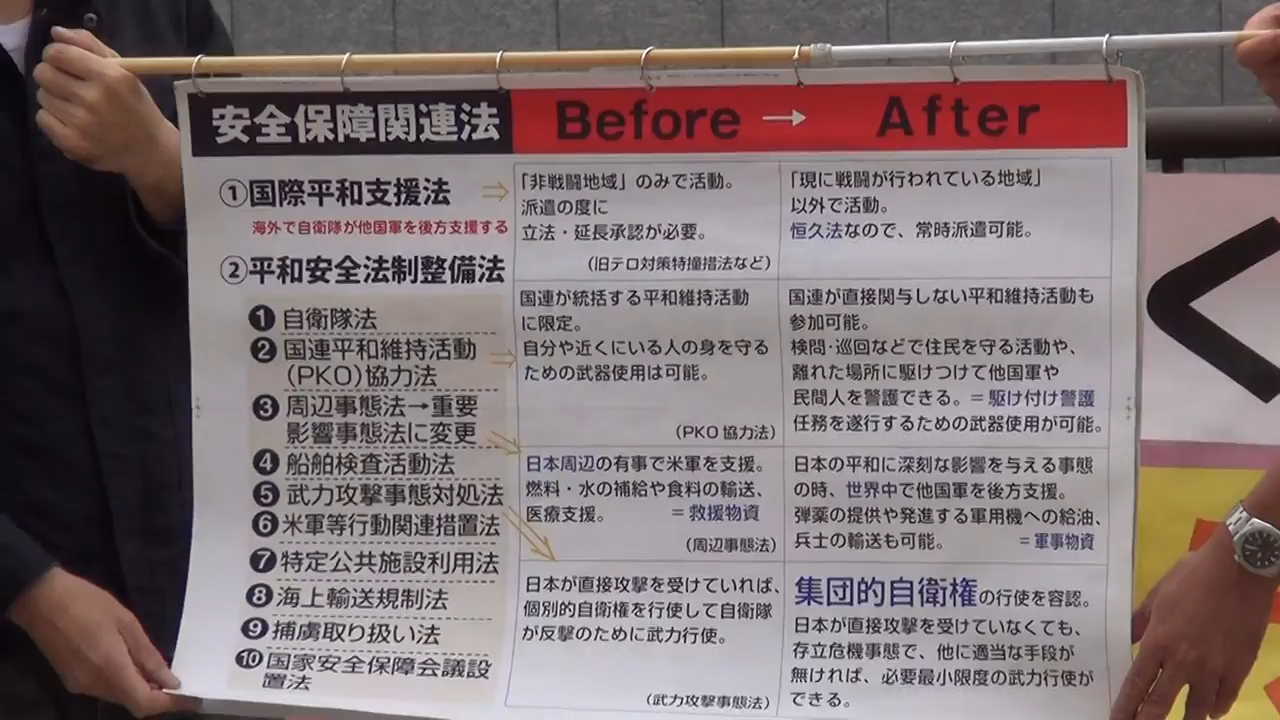 安全保障関連法 Before → After
①国際平和支援法
海外で自衛隊が他国軍を後方支援する
②平和安全法制整備法
❶ 自衛隊法
❷ 国連平和維持活動
(PKO)協力法
❸ 周辺事態法→重要
影響事態法に変更
❹ 船舶検査活動法
❺ 武力攻撃事態対処法
❻ 米軍等行動関連措置法
❼ 特定公共施設利用法
❽ 海上輸送規制法
❾ 捕虜取り扱い法
❿ 国家安全保障会議設
置法
「非戦闘地域」のみで活動。
派遣の度に
立法・延長承認が必要。
(旧テロ対策特撞措法など)
「現に戦闘が行われている地域」
以外で活動。
恒久法なので、常時派遣可能。
国連が統括する平和維持活動
に限定。
自分や近くにいる人の身を守る
ための武器使用は可能。
(PKO 協力法)
国連が直接関与しない平和維持活動も
参加可能。
検問・巡回などで住民を守る活動や、
離れた場所に駆けつけて他国軍や
民間人を警護できる。＝駆け付け警護
任務を遂行するための武器使用が可能。
日本周辺の有事で米軍を支援。
燃料・水の補給や食料の輸送、
医療支援。 ＝救援物資
(周辺事態法)
日本の平和に深刻な影響を与える事態
の時、世界中で他国軍を後方支援。
弾薬の提供や発進する軍用機への給油、
兵士の輸送も可能。 ＝軍事物資
日本が直接攻撃を受けていれば、
個別的自衛権を行使して自衛隊
が反撃のために武力行使。
(武力攻撃事態法)
集団的自衛権の行使を容認。
日本が直接攻撃を受けていなくても、
存立危機事態で、他に適当な手段が
無ければ、必要最小限度の武力行使が
できる。
く